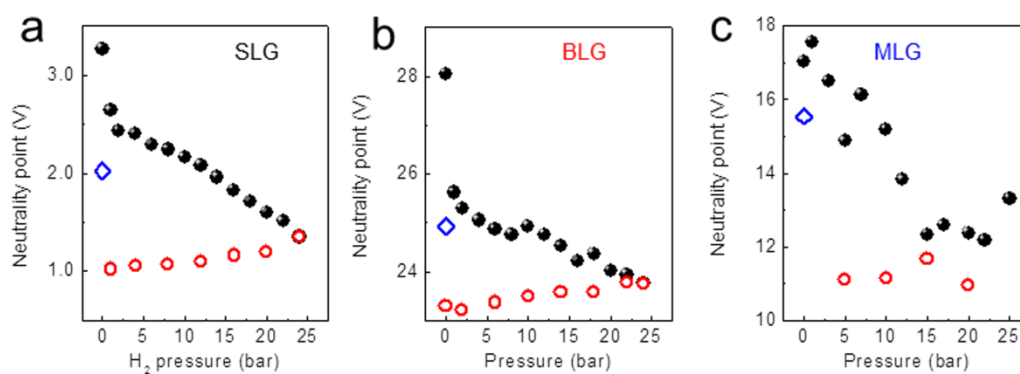 a
SLG
3.0
2.0
1.0
Neutrality point (V)
0 5 10 15 20 25
H2 pressure (bar)
b
BLG
28
26
24
Neutrality point (V)
0 5 10 15 20 25
Pressure (bar)
c
MLG
18
16
14
12
10
Neutrality point (V)
0 5 10 15 20 25
Pressure (bar)